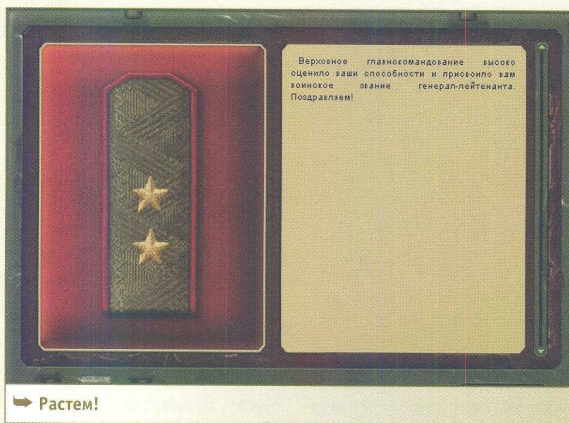 Верховное главнокомандование высоко
оценило ваши способности и присвоило вам
воинское звание генерал-лейтенанта.
Поздравляем!
Растем!